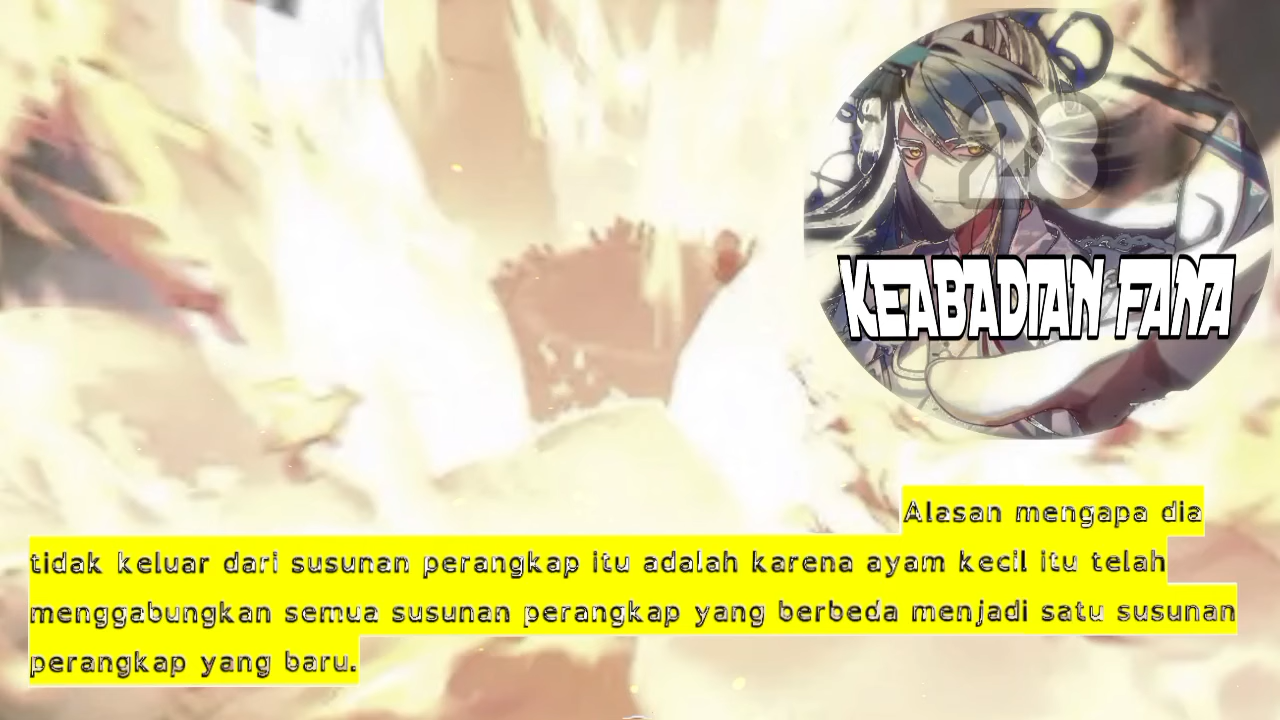 28
KEABADIAN FANA
Alasan mengapa dia
tidak keluar dari susunan perangkap itu adalah karena ayam kecil itu telah
menggabungkan semua susunan perangkap yang berbeda menjadi satu susunan
perangkap yang baru.